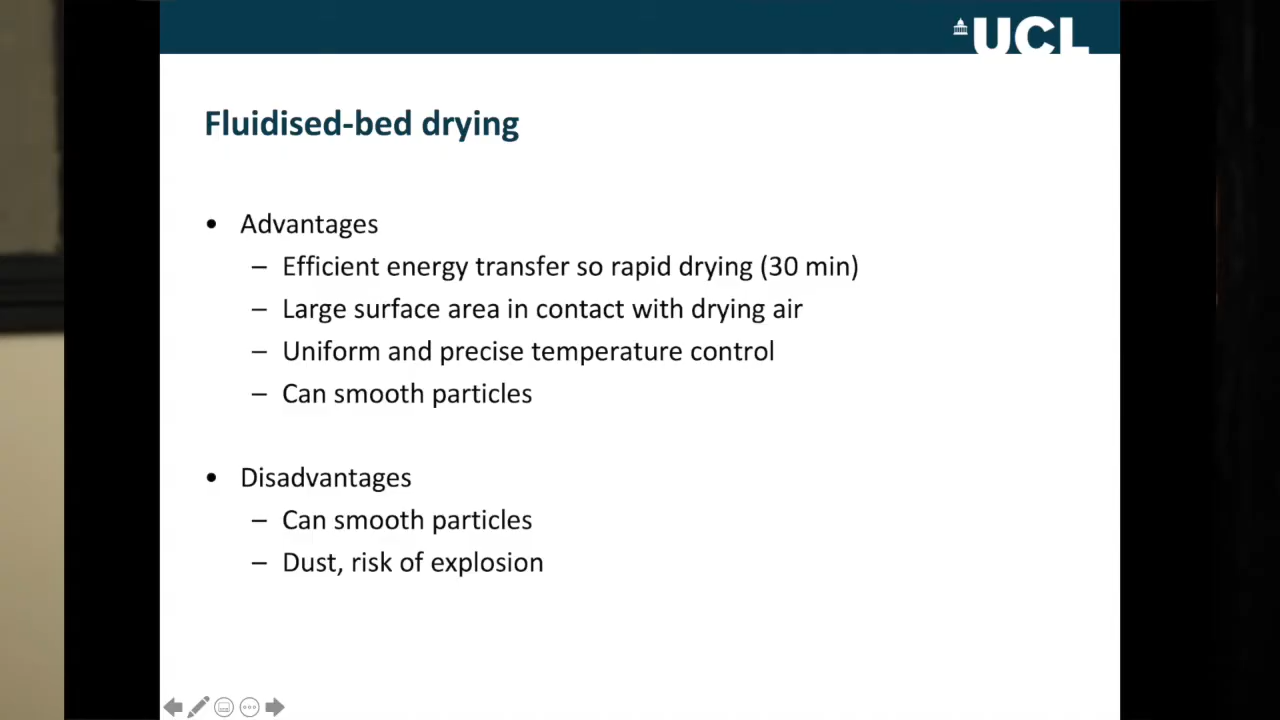 UCL
Fluidised-bed drying
• Advantages
– Efficient energy transfer so rapid drying (30 min)
– Large surface area in contact with drying air
– Uniform and precise temperature control
– Can smooth particles
• Disadvantages
– Can smooth particles
– Dust, risk of explosion